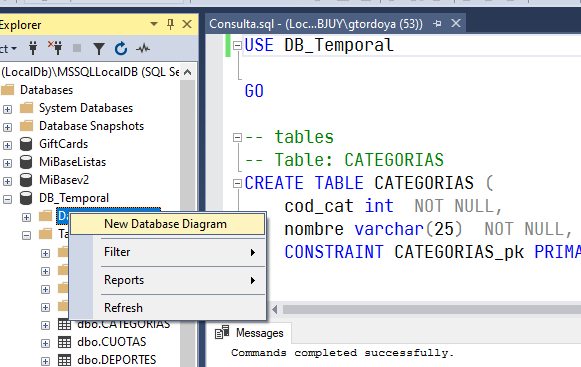 Explorer
ct
(LocalDb)\MSSQLLocalDB (SQL Se
Databases
System Databases
Database Snapshots
GiftCards
MiBaseListas
MiBasev2
DB_Temporal
D
Ta
dbo.CATEGORIAS
dbo.CUOTAS
dbo.DEPORTES
New Database Diagram
Filter
Reports
Refresh
Consulta.sql - (Loc...BJUY\gtordoya (53))
USE DB_Temporal
GO
-- tables
-- Table: CATEGORIAS
CREATE TABLE CATEGORIAS (
cod_cat int  NOT NULL,
nombre varchar(25)  NOT NULL,
CONSTRAINT CATEGORIAS_pk PRIMA
Messages
Commands completed successfully.